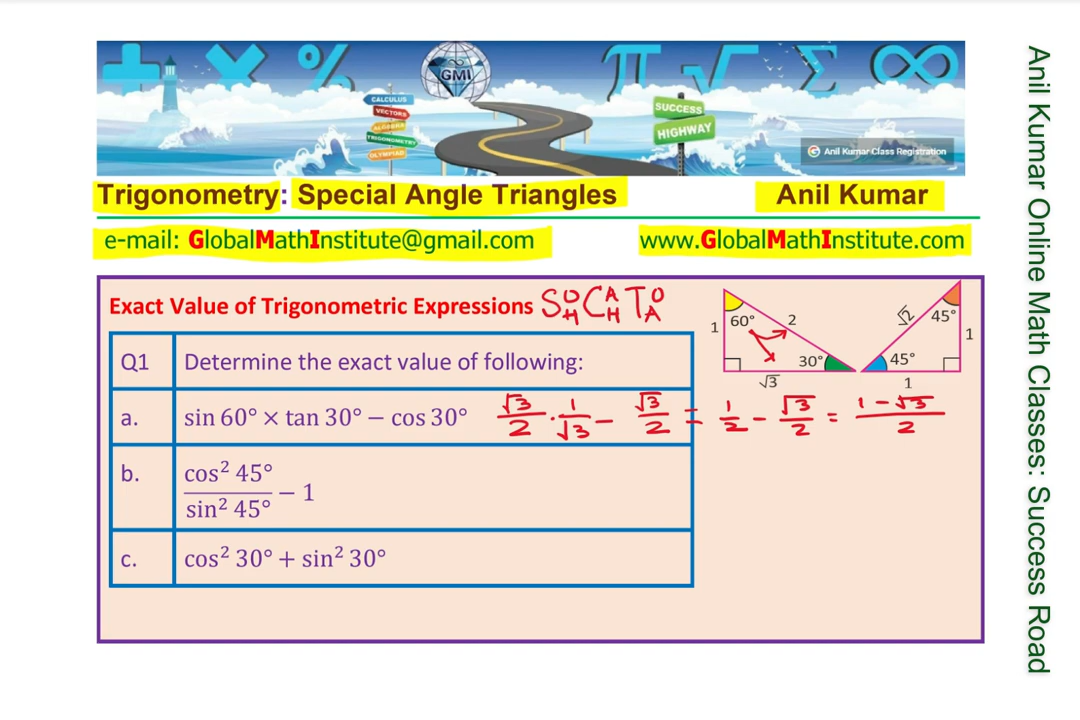 GMI
CALCULUS
VECTORS
ALGEBRA
TRIGONOMETRY
OLYMPIAD
SUCCESS
HIGHWAY
Anil Kumar Class Registration
Trigonometry: Special Angle Triangles Anil Kumar
e-mail: GlobalMathInstitute@gmail.com www.GlobalMathInstitute.com
Exact Value of Trigonometric Expressions S O/H C A/H T O/A
Q1 Determine the exact value of following:
a. sin 60° × tan 30° − cos 30° √3/2 · 1/√3 − √3/2 = 1/2 − √3/2 = (1 − √3)/2
b. cos² 45°/sin² 45° − 1
c. cos² 30° + sin² 30°
1 60° 2 30° √3
√2 45° 1 45° 1
Anil Kumar Online Math Classes: Success Road